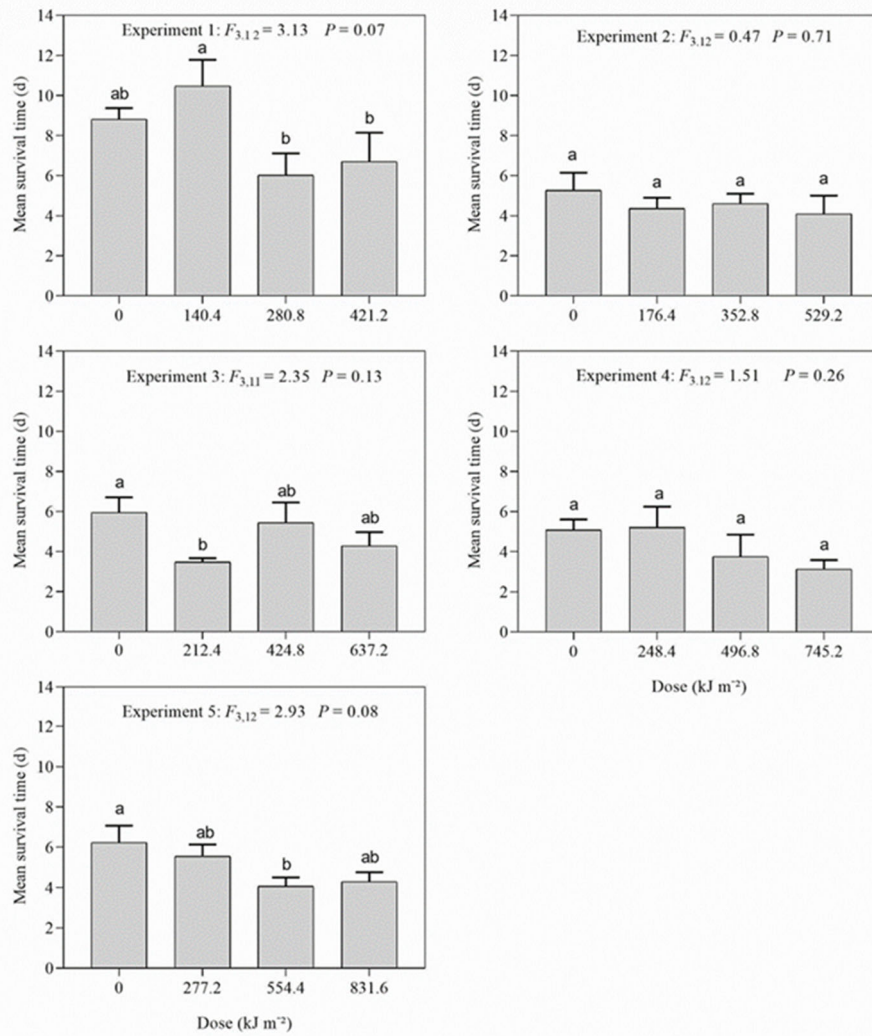 Experiment 1: F3.1 2 = 3.13 P = 0.07
Mean survival time (d)
14
12
10
8
6
4
2
0
ab
a
b
b
0 140.4 280.8 421.2
Experiment 2: F3.12 = 0.47 P = 0.71
Mean survival time (d)
14
12
10
8
6
4
2
0
a
a
a
a
0 176.4 352.8 529.2
Experiment 3: F3,11 = 2.35 P = 0.13
Mean survival time (d)
14
12
10
8
6
4
2
0
a
b
ab
ab
0 212.4 424.8 637.2
Experiment 4: F3.12 = 1.51 P = 0.26
Mean survival time (d)
14
12
10
8
6
4
2
0
a
a
a
a
0 248.4 496.8 745.2
Dose (kJ m⁻²)
Experiment 5: F3,12 = 2.93 P = 0.08
Mean survival time (d)
14
12
10
8
6
4
2
0
a
ab
b
ab
0 277.2 554.4 831.6
Dose (kJ m⁻²)